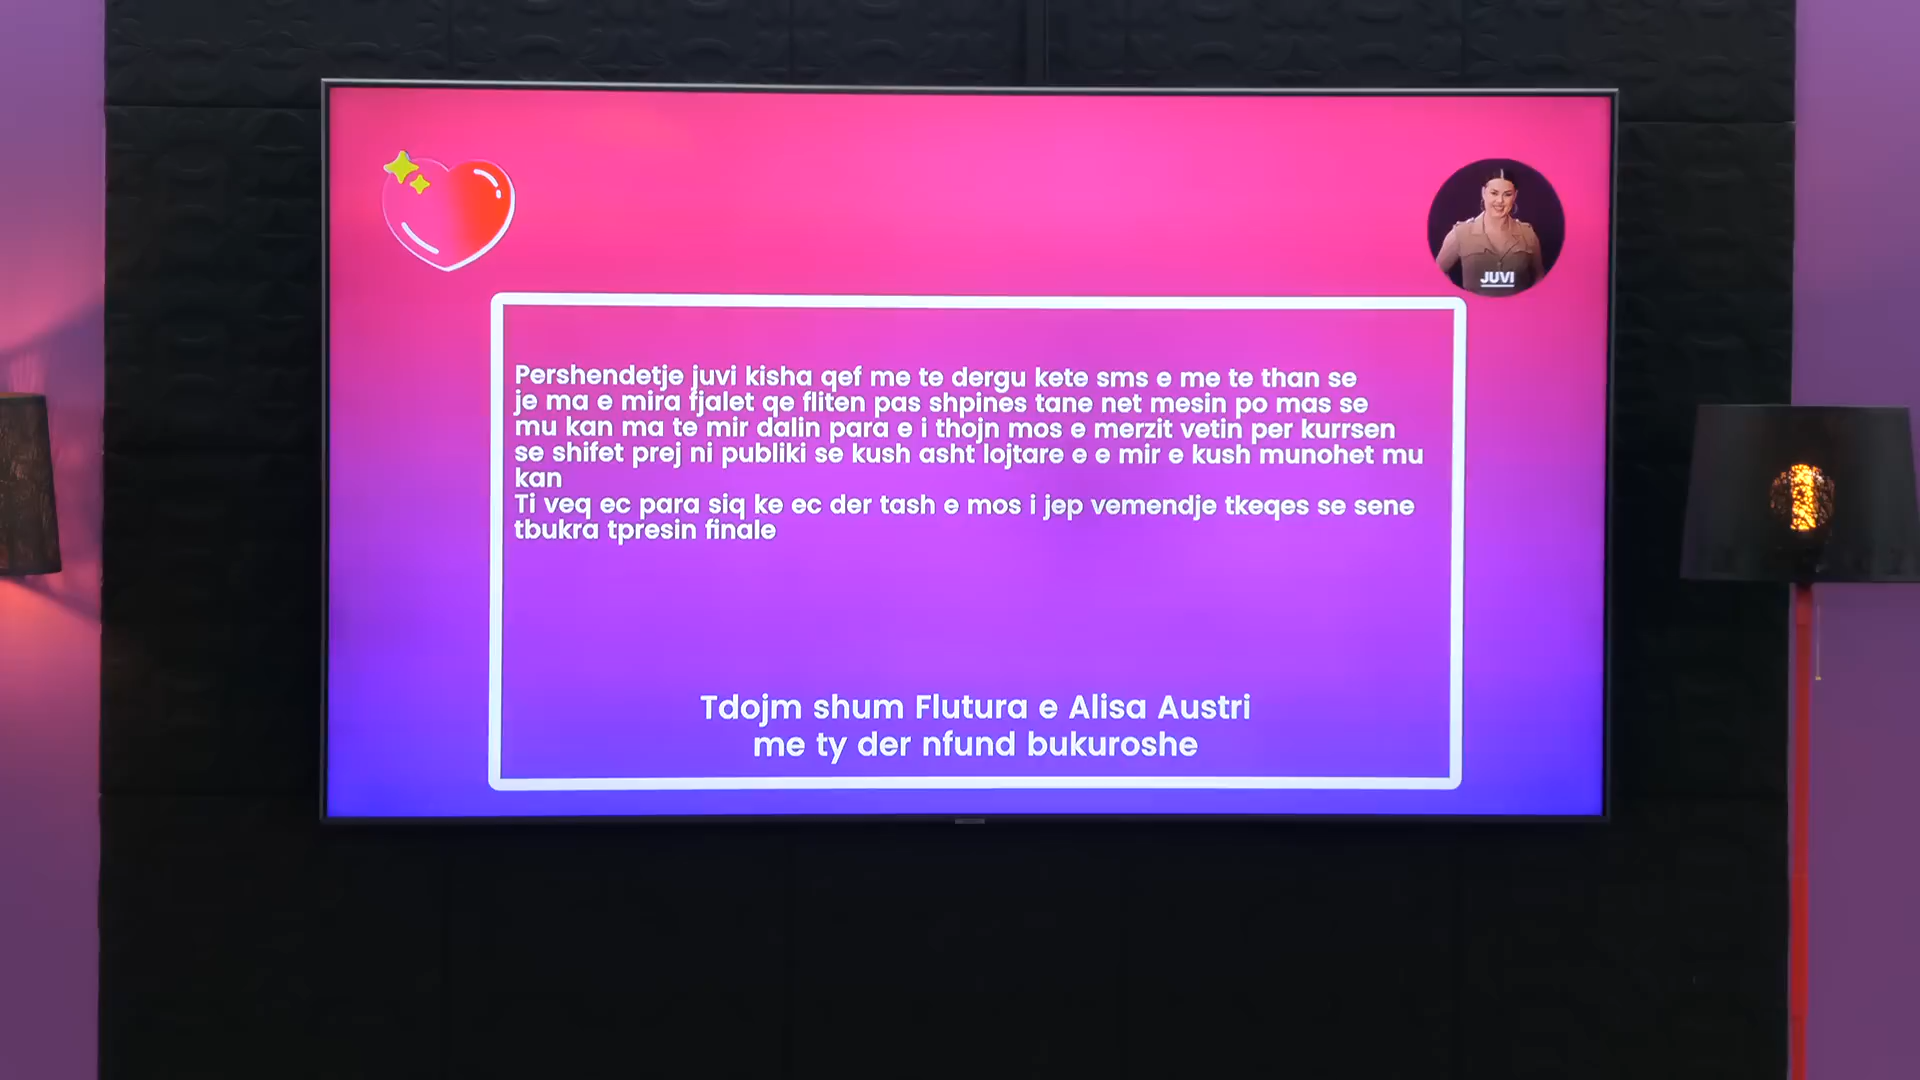 JUVI
Pershendetje juvi kisha qef me te dergu kete sms e me te than se
je ma e mira fjalet qe fliten pas shpines tane net mesin po mas se
mu kan ma te mir dalin para e i thojn mos e merzit vetin per kurrsen
se shifet prej ni publiki se kush asht lojtare e e mir e kush munohet mu
kan
Ti veq ec para siq ke ec der tash e mos i jep vemendje tkeqes se sene
tbukra tpresin finale
Tdojm shum Flutura e Alisa Austri
me ty der nfund bukuroshe